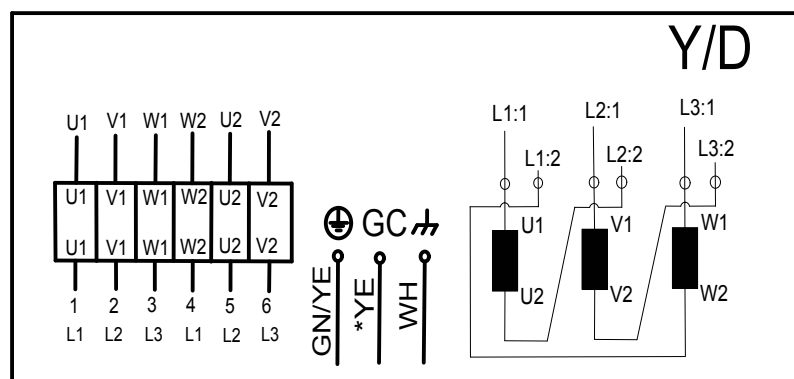 Y/D
U1 V1 W1 W2 U2 V2
U1 V1 W1 W2 U2 V2
U1 V1 W1 W2 U2 V2
1 2 3 4 5 6
L1 L2 L3 L1 L2 L3
GC
GN/YE
*YE
WH
L1:1 L2:1 L3:1
L1:2 L2:2 L3:2
U1 V1 W1
U2 V2 W2